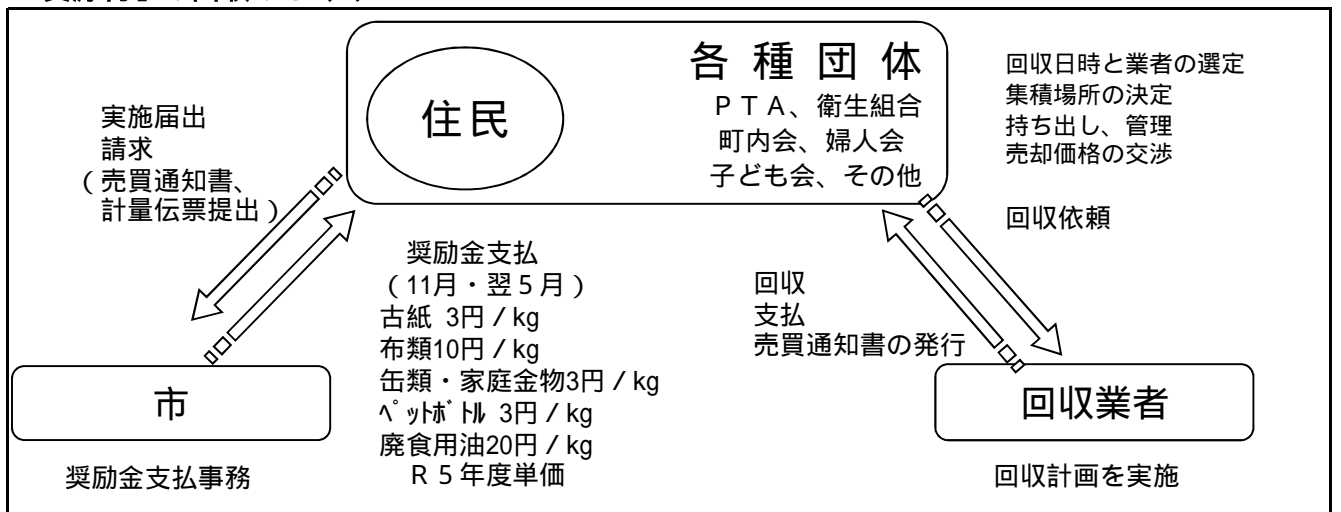 各種団体
住民
ＰＴＡ、衛生組合
町内会、婦人会
子ども会、その他
回収日時と業者の選定
集積場所の決定
持ち出し、管理
売却価格の交渉
回収依頼
実施届出
請求
（売買通知書、
計量伝票提出）
奨励金支払
（11月・翌５月）
古紙 3円／kg
布類10円／kg
缶類・家庭金物3円／kg
ﾍﾟｯﾄﾎﾞﾄﾙ 3円／kg
廃食用油20円／kg
Ｒ５年度単価
回収
支払
売買通知書の発行
市
奨励金支払事務
回収業者
回収計画を実施